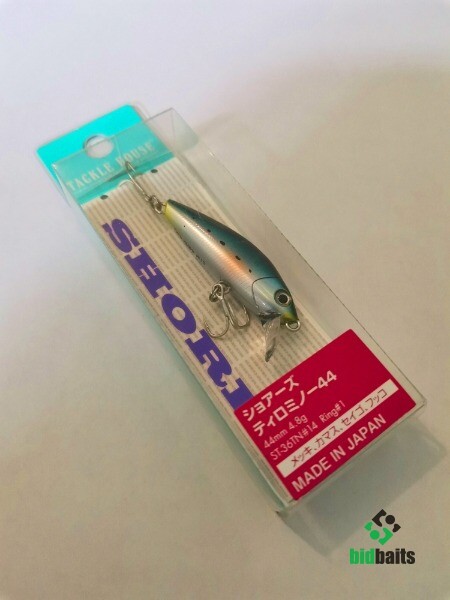 TACKLE HOUSE
SHOR
ショアーズ
ティロミノー44
44mm 4.8g
ST-36TN#14 Ring#1
メッキ、カマス、セイゴ、フッコ
MADE IN JAPAN
bidbaits